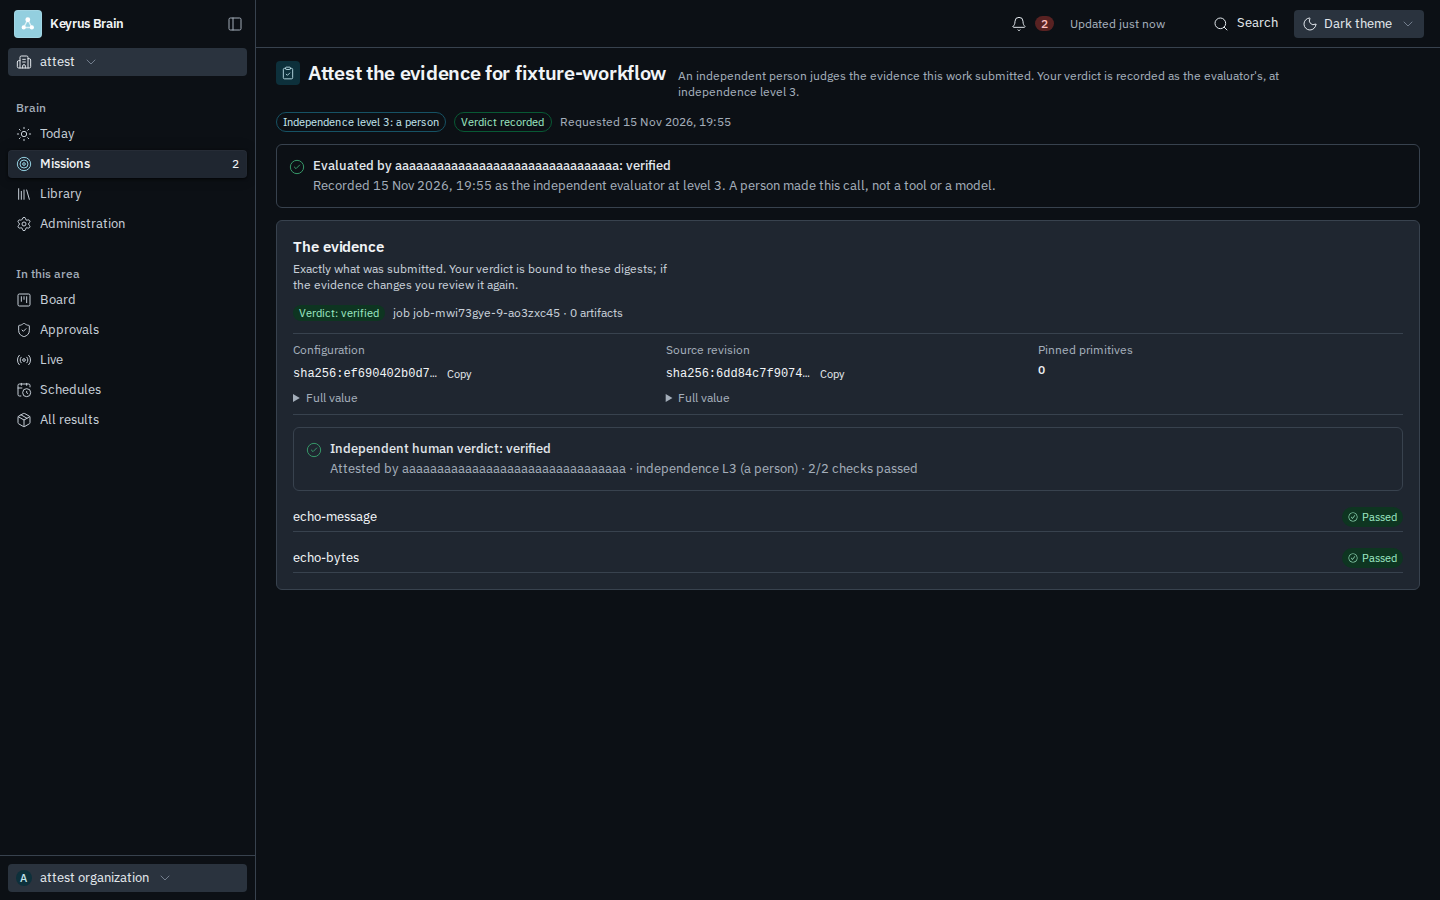 Keyrus Brain
2
Updated just now
Search
Dark theme
attest
Brain
Today
Missions
2
Library
Administration
In this area
Board
Approvals
Live
Schedules
All results
A
attest organization
Attest the evidence for fixture-workflow
An independent person judges the evidence this work submitted. Your verdict is recorded as the evaluator's, at
independence level 3.
Independence level 3: a person
Verdict recorded
Requested 15 Nov 2026, 19:55
Evaluated by aaaaaaaaaaaaaaaaaaaaaaaaaaaaaaaa: verified
Recorded 15 Nov 2026, 19:55 as the independent evaluator at level 3. A person made this call, not a tool or a model.
The evidence
Exactly what was submitted. Your verdict is bound to these digests; if
the evidence changes you review it again.
Verdict: verified
job job-mwi73gye-9-ao3zxc45 · 0 artifacts
Configuration
Source revision
Pinned primitives
sha256:ef690402b0d7…
Copy
sha256:6dd84c7f9074…
Copy
0
Full value
Full value
Independent human verdict: verified
Attested by aaaaaaaaaaaaaaaaaaaaaaaaaaaaaaaa · independence L3 (a person) · 2/2 checks passed
echo-message
Passed
echo-bytes
Passed